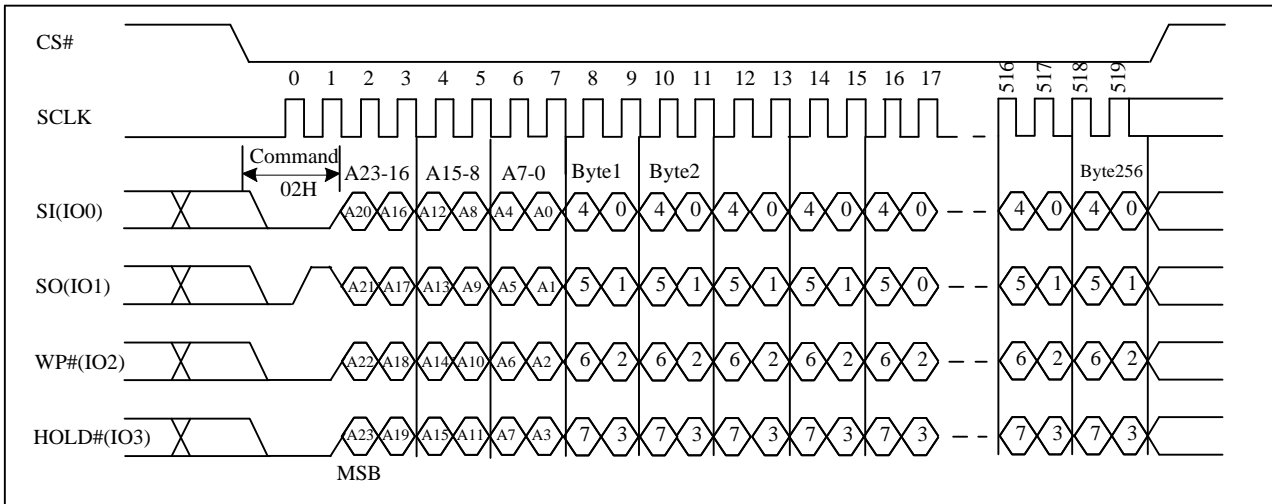 CS#
0 1 2 3 4 5 6 7 8 9 10 11 12 13 14 15 16 17 516 517 518 519
SCLK
Command
02H
A23-16 A15-8 A7-0 Byte1 Byte2 Byte256
SI(IO0) A20 A16 A12 A8 A4 A0 4 0 4 0 4 0 4 0 4 0 4 0 4 0
SO(IO1) A21 A17 A13 A9 A5 A1 5 1 5 1 5 1 5 1 5 0 5 1 5 1
WP#(IO2) A22 A18 A14 A10 A6 A2 6 2 6 2 6 2 6 2 6 2 6 2 6 2
HOLD#(IO3) A23 A19 A15 A11 A7 A3 7 3 7 3 7 3 7 3 7 3 7 3 7 3
MSB